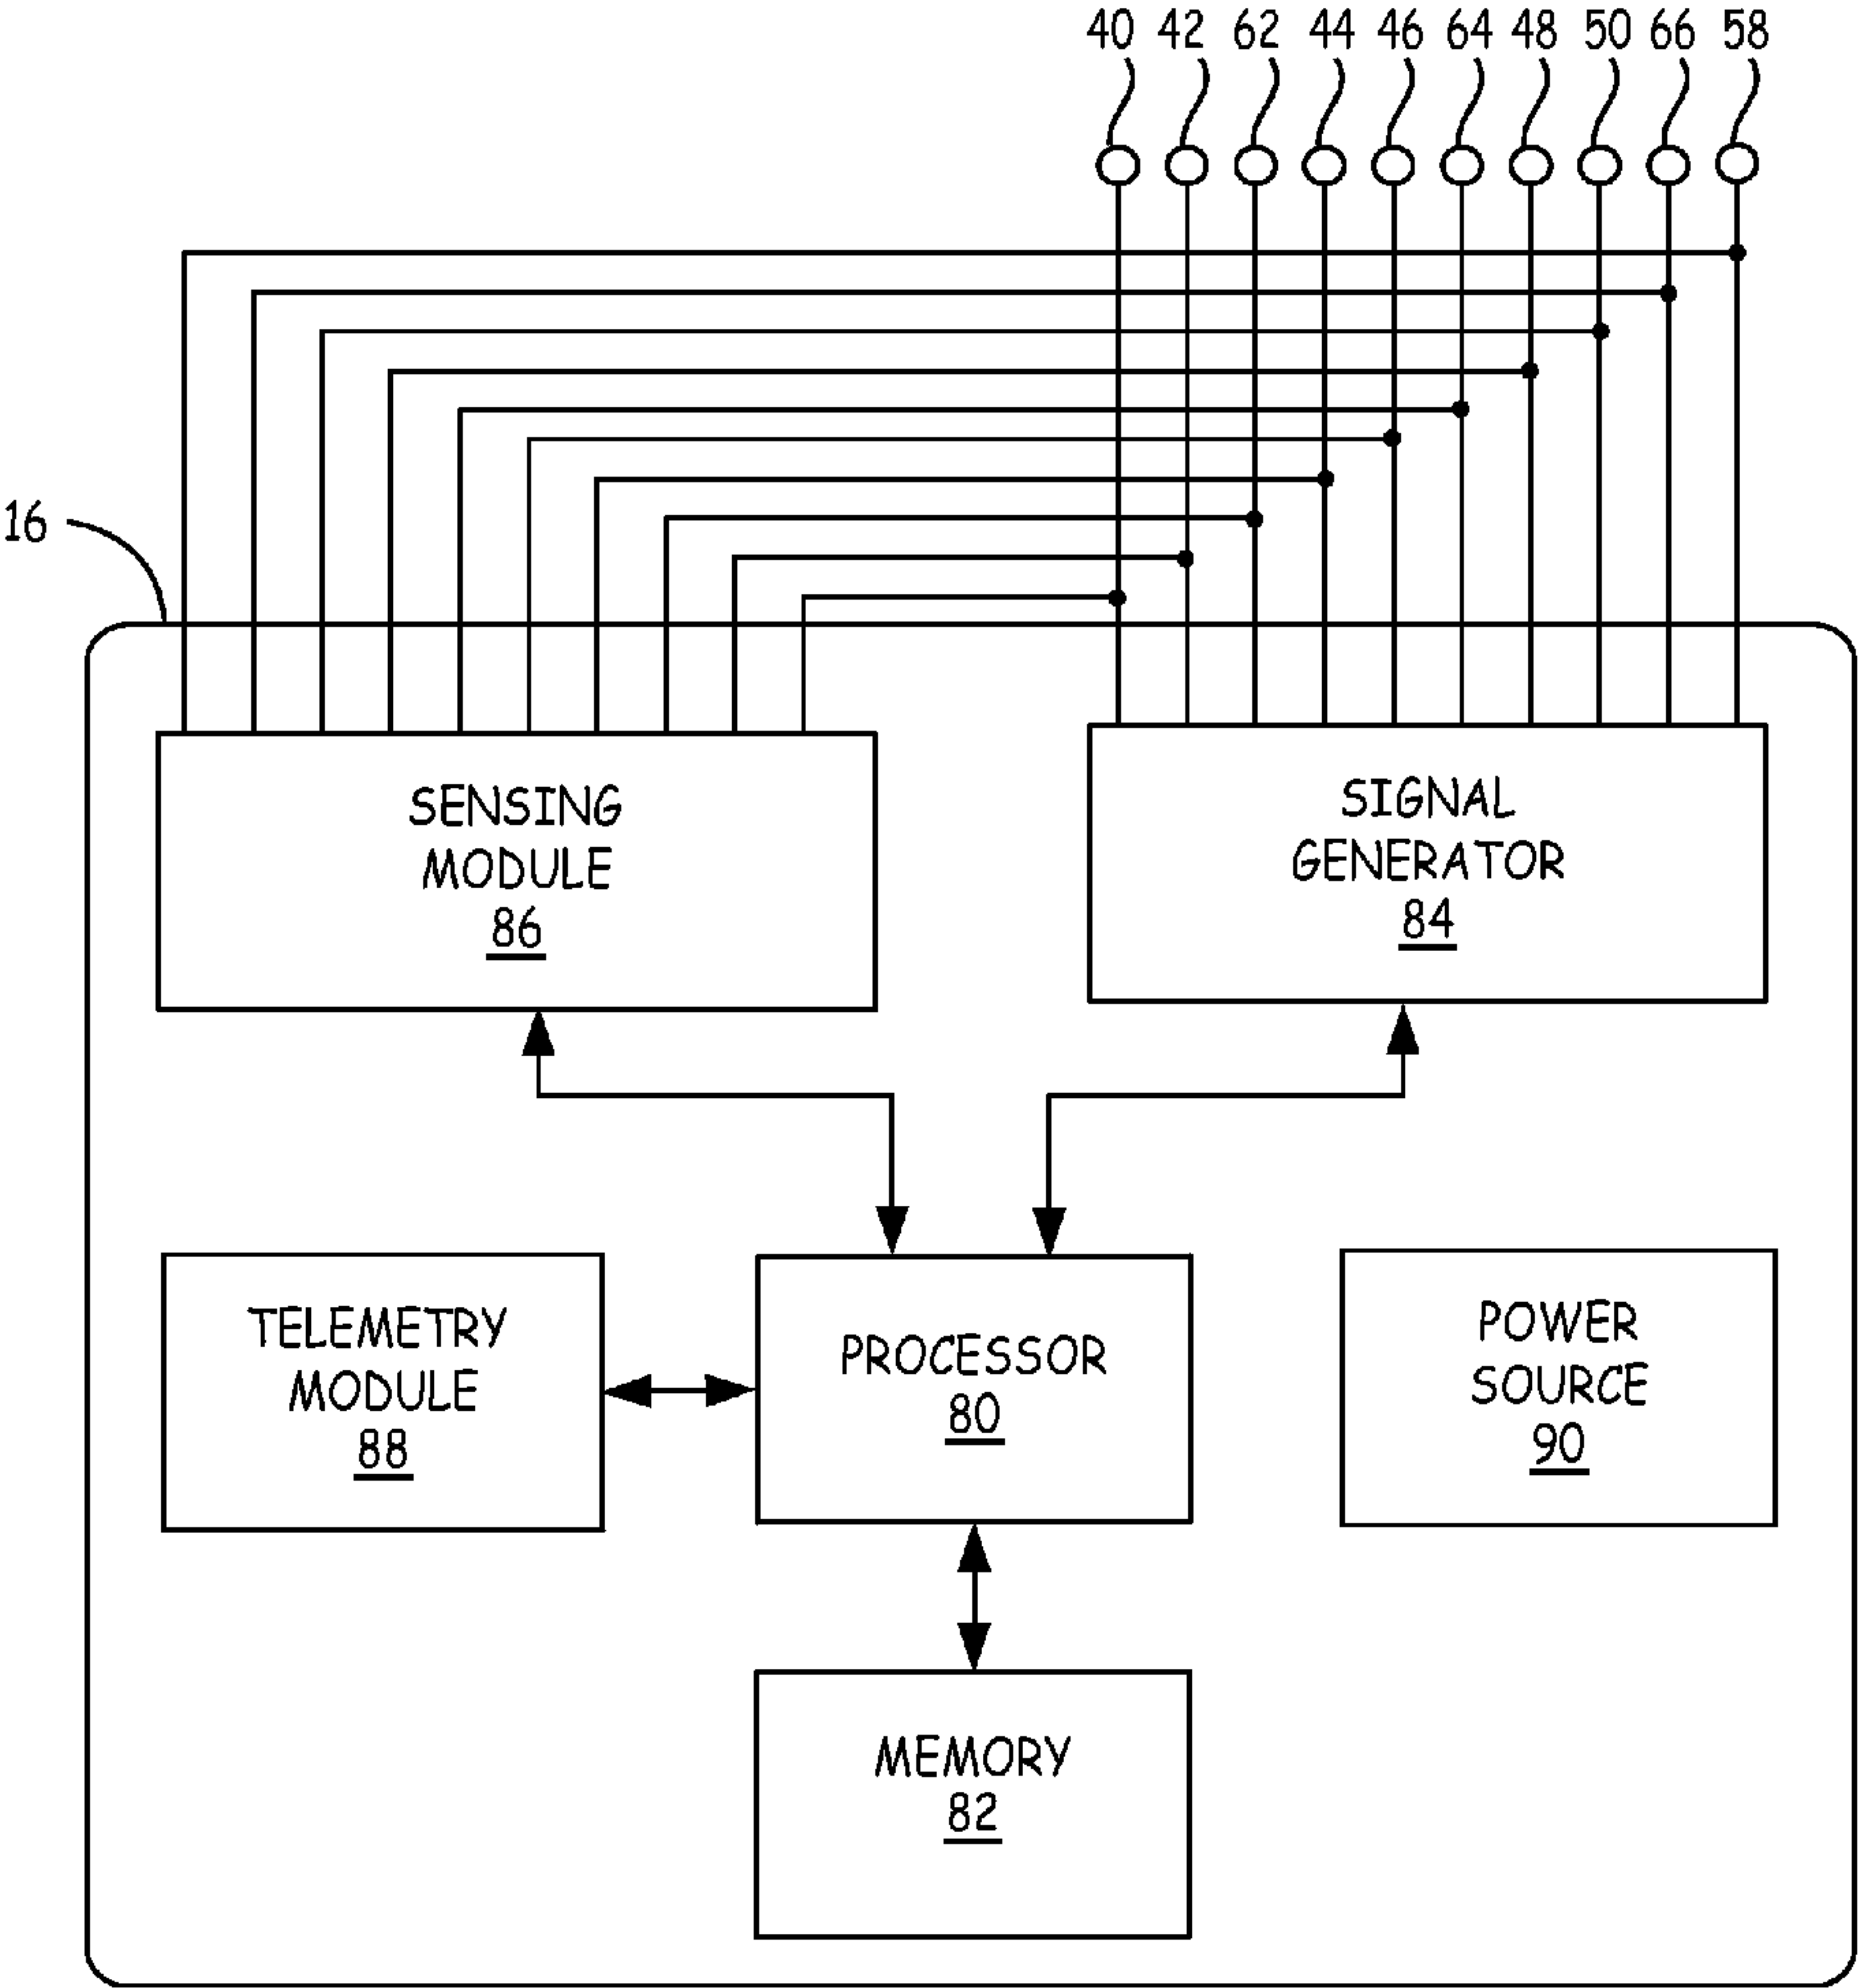 40 42 62 44 46 64 48 50 66 58
16
SENSING
MODULE
86
SIGNAL
GENERATOR
84
TELEMETRY
MODULE
88
PROCESSOR
80
POWER
SOURCE
90
MEMORY
82